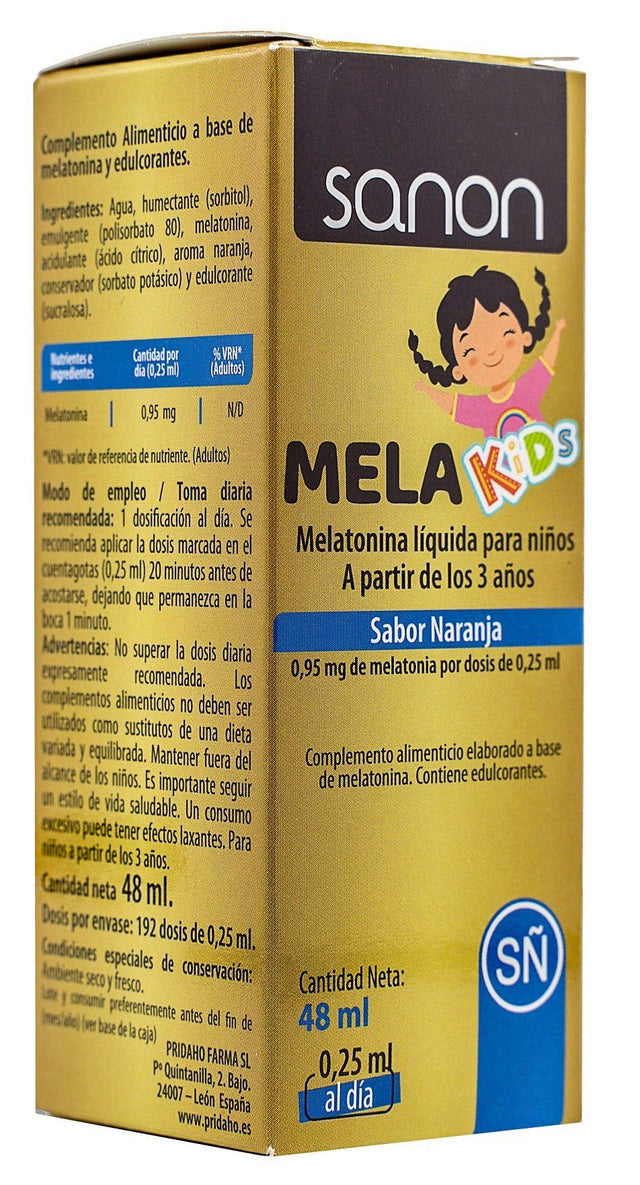 Complemento Alimenticio a base de
melatonina y edulcorantes.
Ingredientes: Agua, humectante (sorbitol),
emulgente (polisorbato 80), melatonina,
acidulante (ácido cítrico), aroma naranja,
conservador (sorbato potásico) y edulcorante
(sucralosa).
Nutrientes e ingredientes Cantidad por día (0,25 ml) % VRN* (Adultos)
Melatonina 0,95 mg N/D
*VRN: valor de referencia de nutriente. (Adultos)
Modo de empleo / Toma diaria
recomendada: 1 dosificación al día. Se
recomienda aplicar la dosis marcada en el
cuentagotas (0,25 ml) 20 minutos antes de
acostarse, dejando que permanezca en la
boca 1 minuto.
Advertencias: No superar la dosis diaria
expresamente recomendada. Los
complementos alimenticios no deben ser
utilizados como sustitutos de una dieta
variada y equilibrada. Mantener fuera del
alcance de los niños. Es importante seguir
un estilo de vida saludable. Un consumo
excesivo puede tener efectos laxantes. Para
niños a partir de los 3 años.
Cantidad neta 48 ml.
Dosis por envase: 192 dosis de 0,25 ml.
Condiciones especiales de conservación:
Ambiente seco y fresco.
Lote y consumir preferentemente antes del fin de
(mes/año) (ver base de la caja)
PRIDAHO FARMA SL
Pº Quintanilla, 2. Bajo.
24007 – León España
www.pridaho.es
sanon
MELA KiDS
Melatonina líquida para niños
A partir de los 3 años
Sabor Naranja
0,95 mg de melatonia por dosis de 0,25 ml
Complemento alimenticio elaborado a base
de melatonina. Contiene edulcorantes.
SÑ
Cantidad Neta:
48 ml
0,25 ml
al día